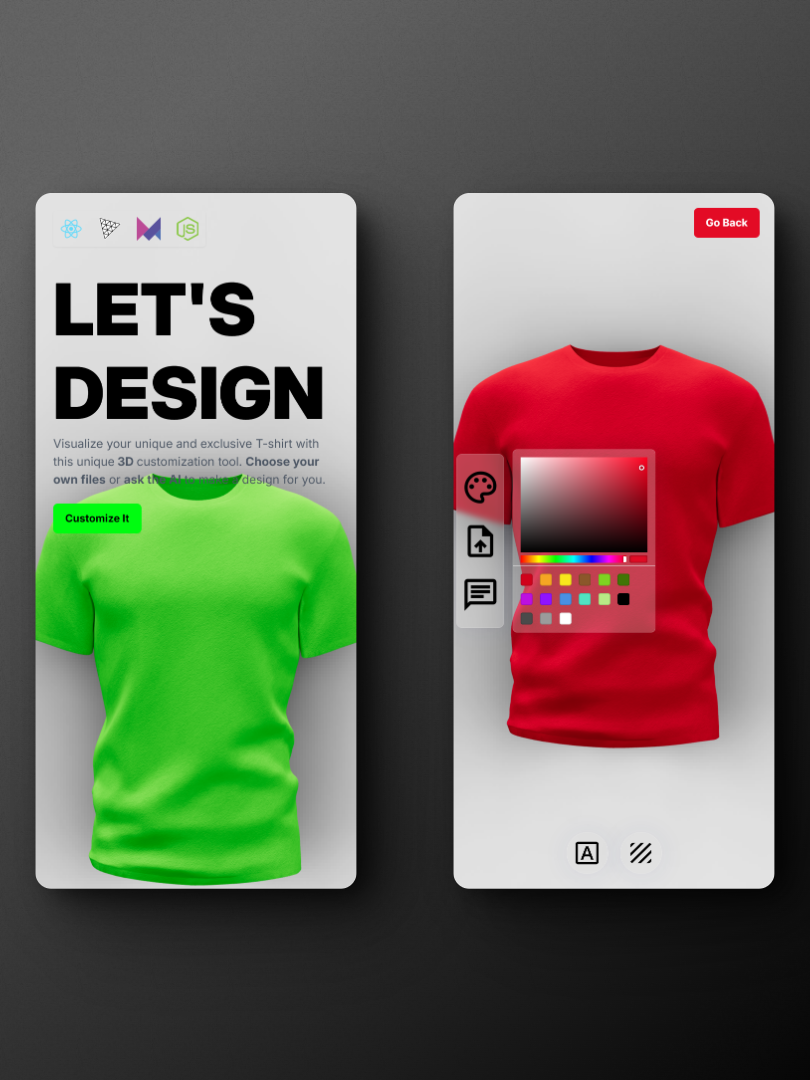 JS
LET'S
DESIGN
Visualize your unique and exclusive T-shirt with
this unique 3D customization tool. Choose your
own files or ask the AI to make a design for you.
Customize It
Go Back
A